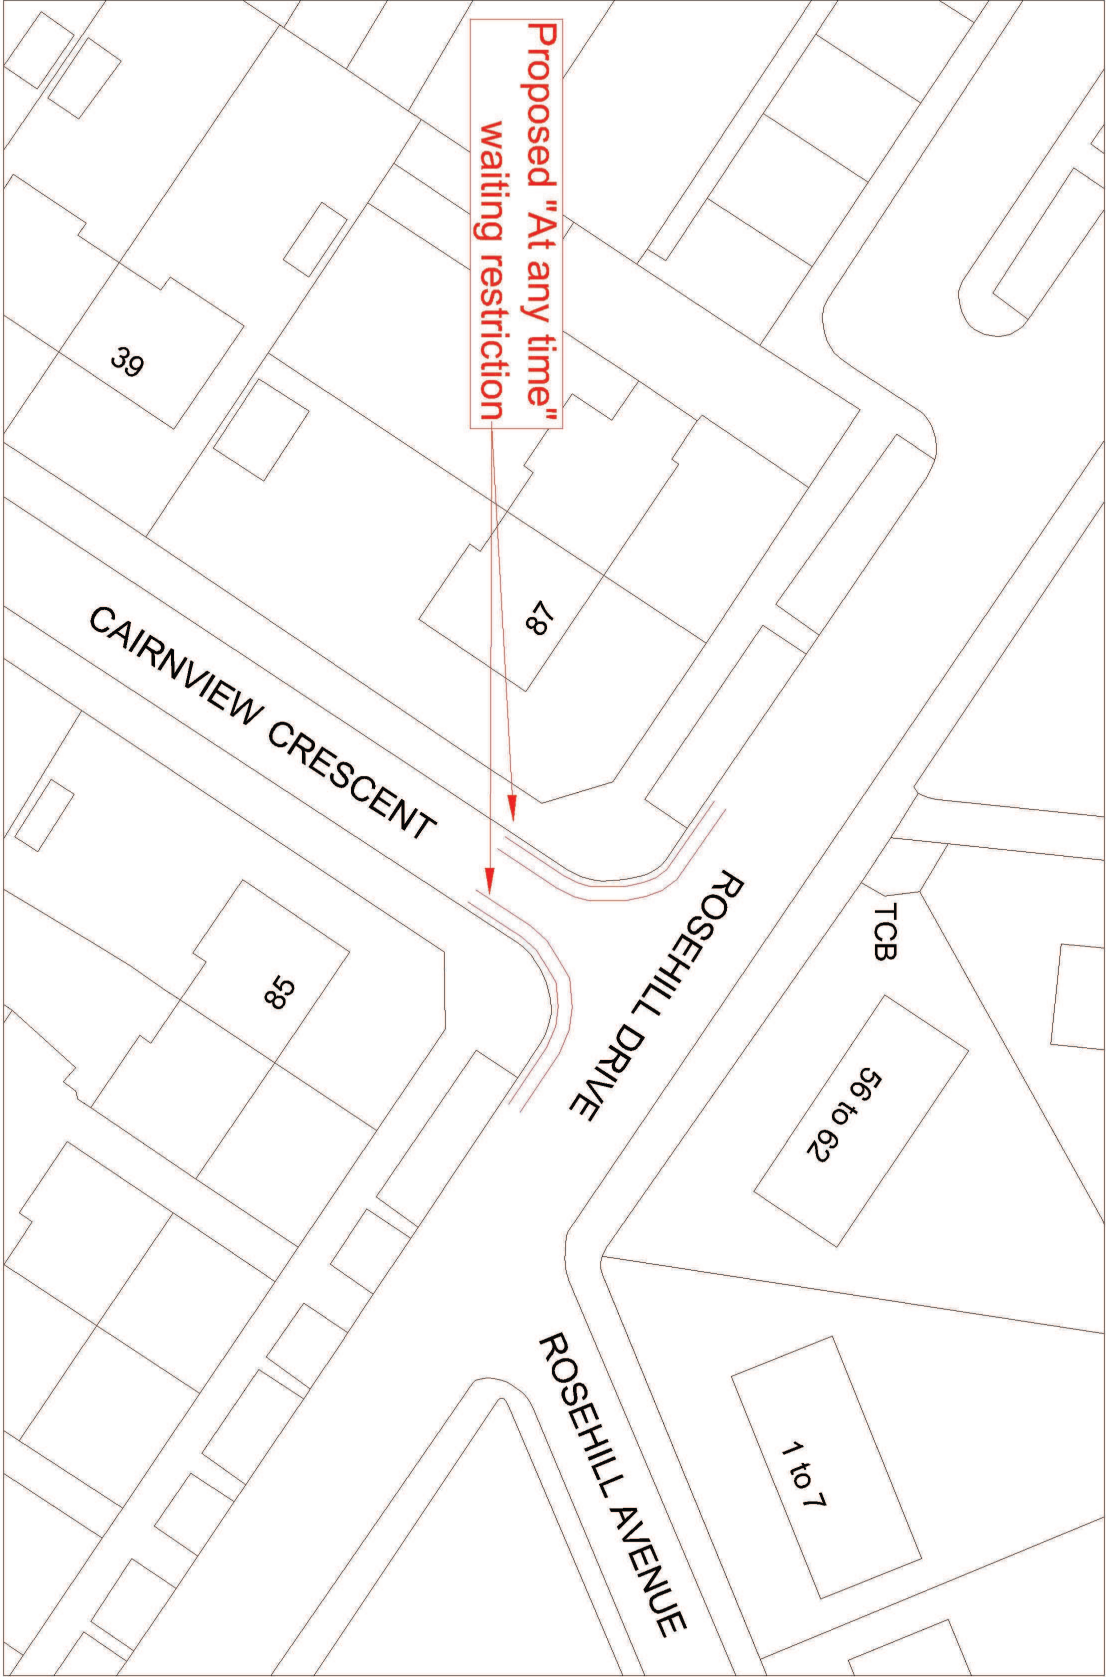 Proposed "At any time"
waiting restriction
39
87
CAIRNVIEW CRESCENT
ROSEHILL DRIVE
TCB
85
56 to 62
ROSEHILL AVENUE
1 to 7